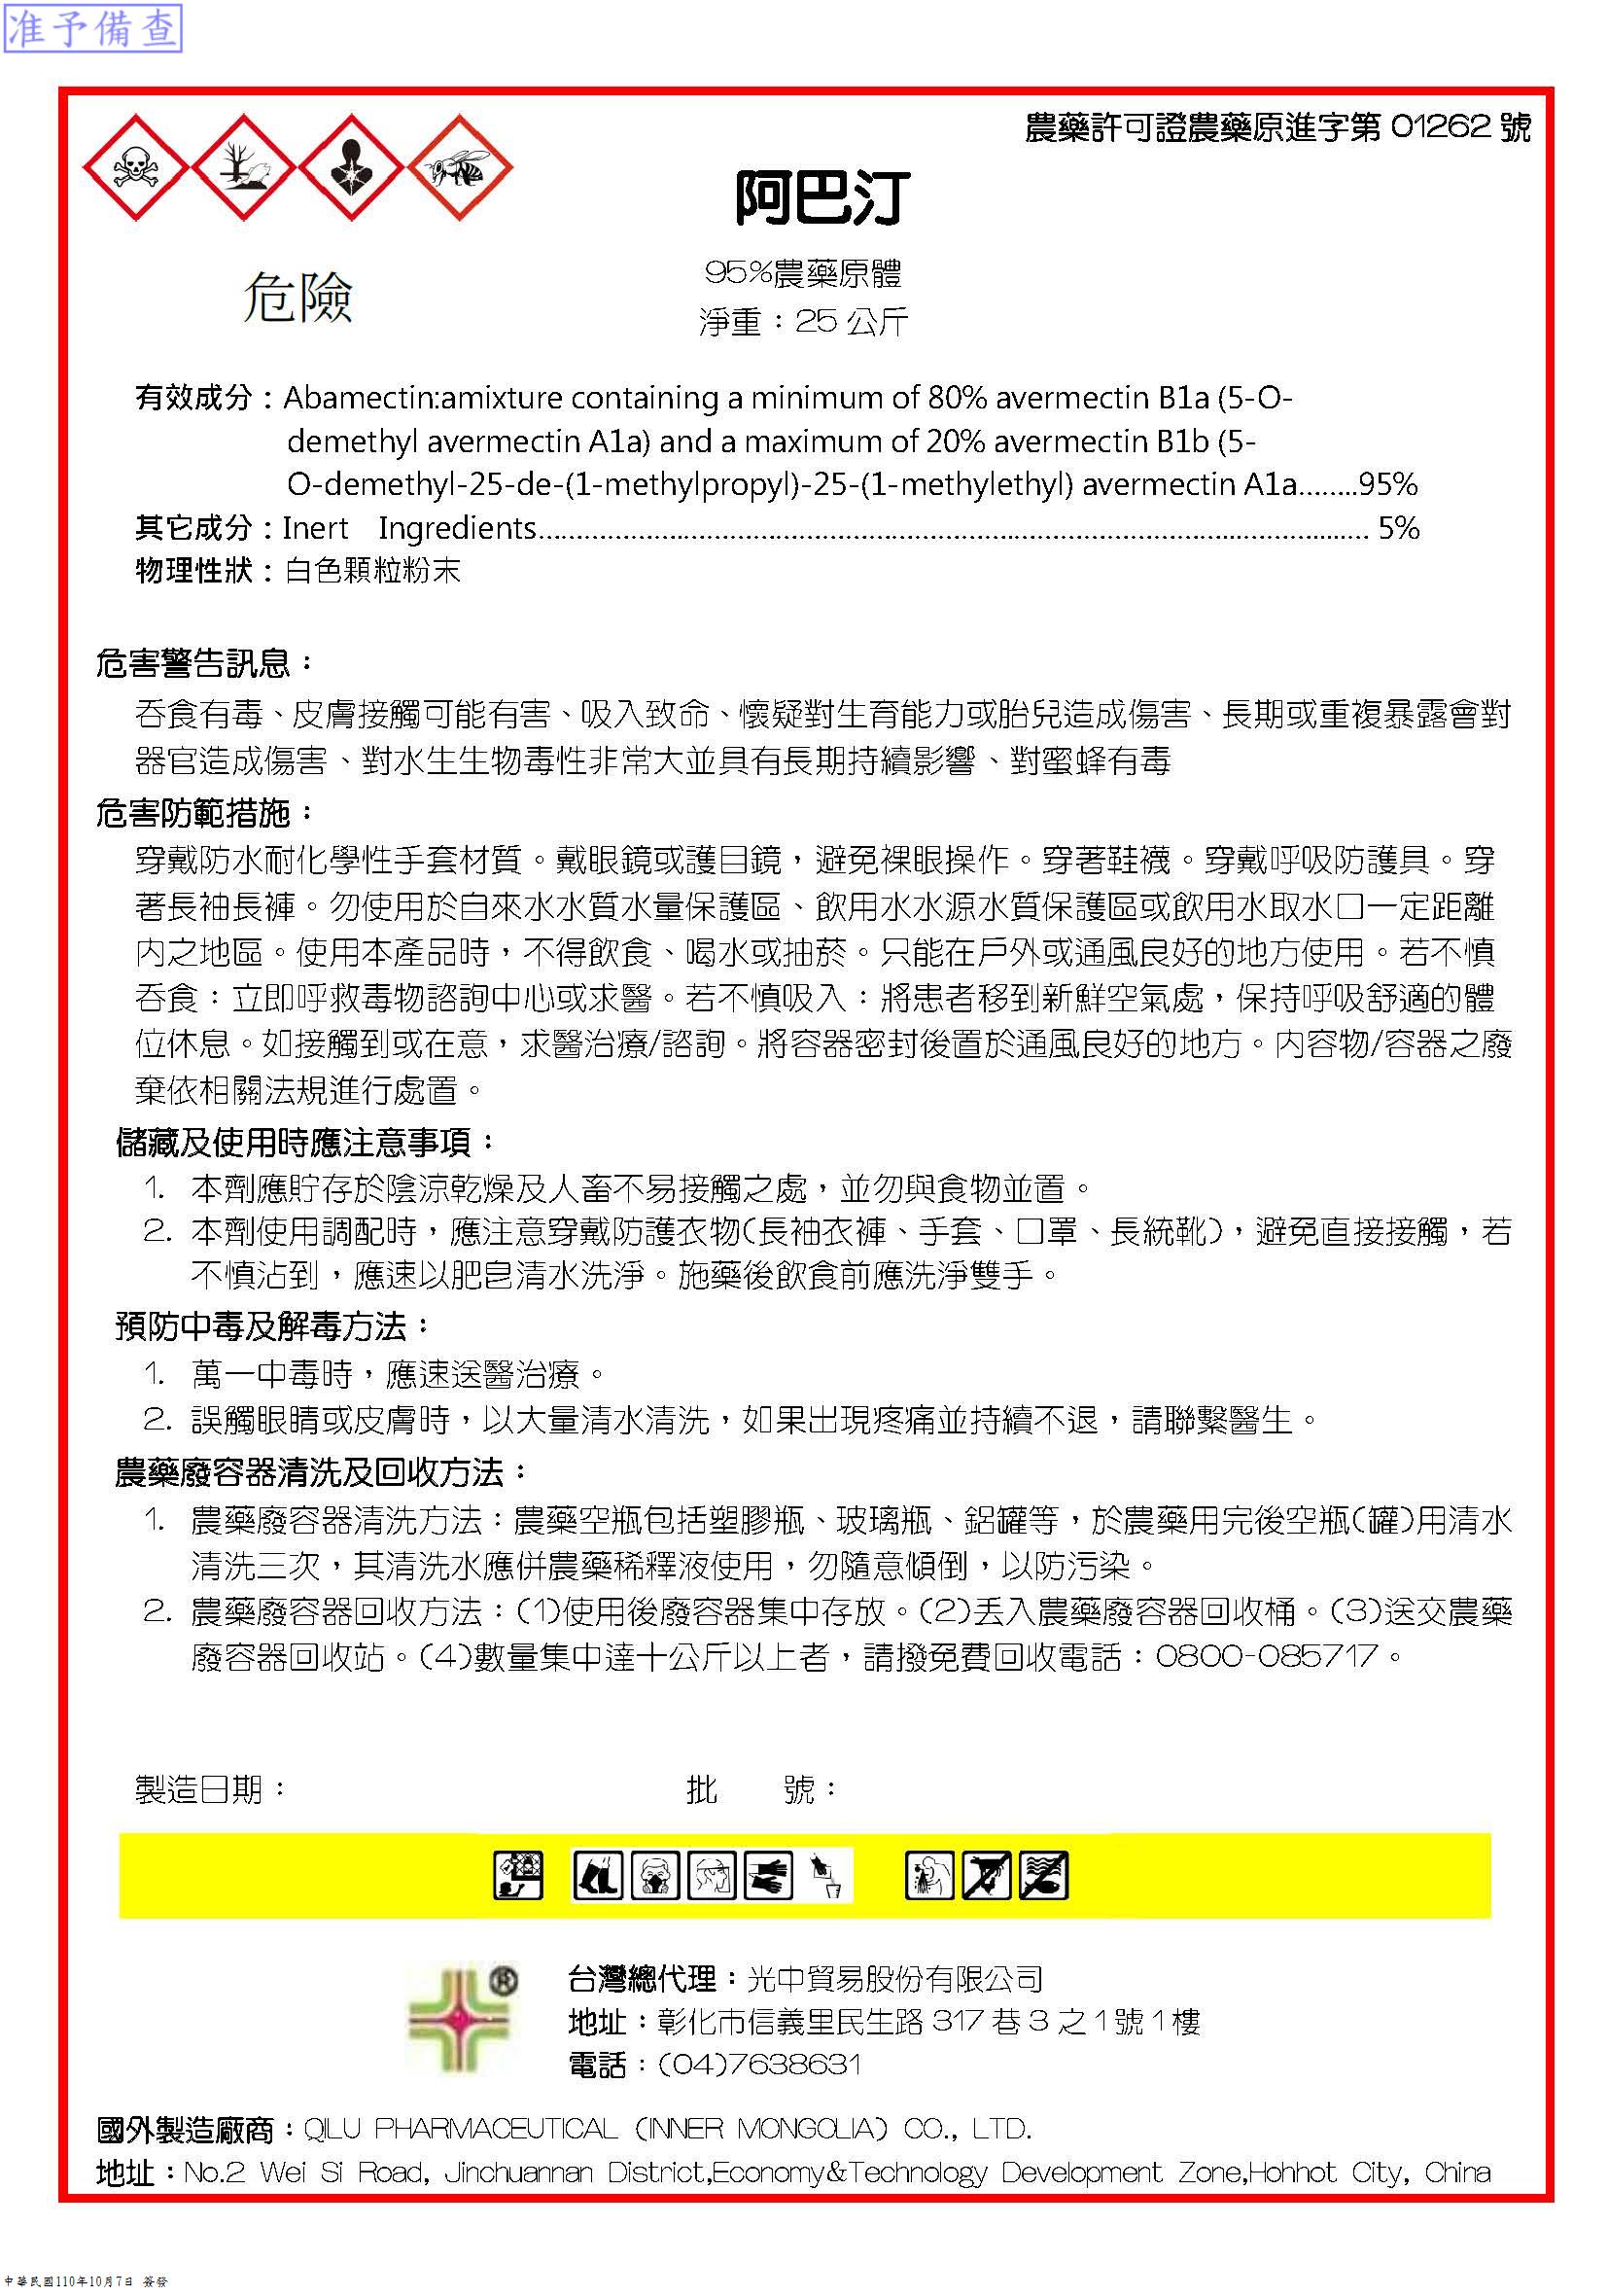 准予備查
農藥許可證農藥原進字第 01262 號
阿巴汀
95%農藥原體
危險
淨重：25 公斤
有效成分：Abamectin:amixture containing a minimum of 80% avermectin B1a (5-O-
demethyl avermectin A1a) and a maximum of 20% avermectin B1b (5-
O-demethyl-25-de-(1-methylpropyl)-25-(1-methylethyl) avermectin A1a........95%
其它成分：Inert Ingredients............................................................................................................ 5%
物理性狀：白色顆粒粉末
危害警告訊息：
吞食有毒、皮膚接觸可能有害、吸入致命、懷疑對生育能力或胎兒造成傷害、長期或重複暴露會對
器官造成傷害、對水生生物毒性非常大並具有長期持續影響、對蜜蜂有毒
危害防範措施：
穿戴防水耐化學性手套材質。戴眼鏡或護目鏡，避免裸眼操作。穿著鞋襪。穿戴呼吸防護具。穿
著長袖長褲。勿使用於自來水水質水量保護區、飲用水水源水質保護區或飲用水取水口一定距離
內之地區。使用本產品時，不得飲食、喝水或抽菸。只能在戶外或通風良好的地方使用。若不慎
吞食：立即呼救毒物諮詢中心或求醫。若不慎吸入：將患者移到新鮮空氣處，保持呼吸舒適的體
位休息。如接觸到或在意，求醫治療/諮詢。將容器密封後置於通風良好的地方。內容物/容器之廢
棄依相關法規進行處置。
儲藏及使用時應注意事項：
1. 本劑應貯存於陰涼乾燥及人畜不易接觸之處，並勿與食物並置。
2. 本劑使用調配時，應注意穿戴防護衣物(長袖衣褲、手套、口罩、長統靴)，避免直接接觸，若
不慎沾到，應速以肥皂清水洗淨。施藥後飲食前應洗淨雙手。
預防中毒及解毒方法：
1. 萬一中毒時，應速送醫治療。
2. 誤觸眼睛或皮膚時，以大量清水清洗，如果出現疼痛並持續不退，請聯繫醫生。
農藥廢容器清洗及回收方法：
1. 農藥廢容器清洗方法：農藥空瓶包括塑膠瓶、玻璃瓶、鋁罐等，於農藥用完後空瓶(罐)用清水
清洗三次，其清洗水應併農藥稀釋液使用，勿隨意傾倒，以防污染。
2. 農藥廢容器回收方法：(1)使用後廢容器集中存放。(2)丟入農藥廢容器回收桶。(3)送交農藥
廢容器回收站。(4)數量集中達十公斤以上者，請撥免費回收電話：0800-085717。
製造日期： 批 號：
®
台灣總代理：光中貿易股份有限公司
地址：彰化市信義里民生路 317 巷 3 之 1 號 1 樓
電話：(04)7638631
國外製造廠商：QILU PHARMACEUTICAL (INNER MONGOLIA) CO., LTD.
地址：No.2 Wei Si Road, Jinchuannan District,Economy&Technology Development Zone,Hohhot City, China
中華民國110年10月7日 簽發